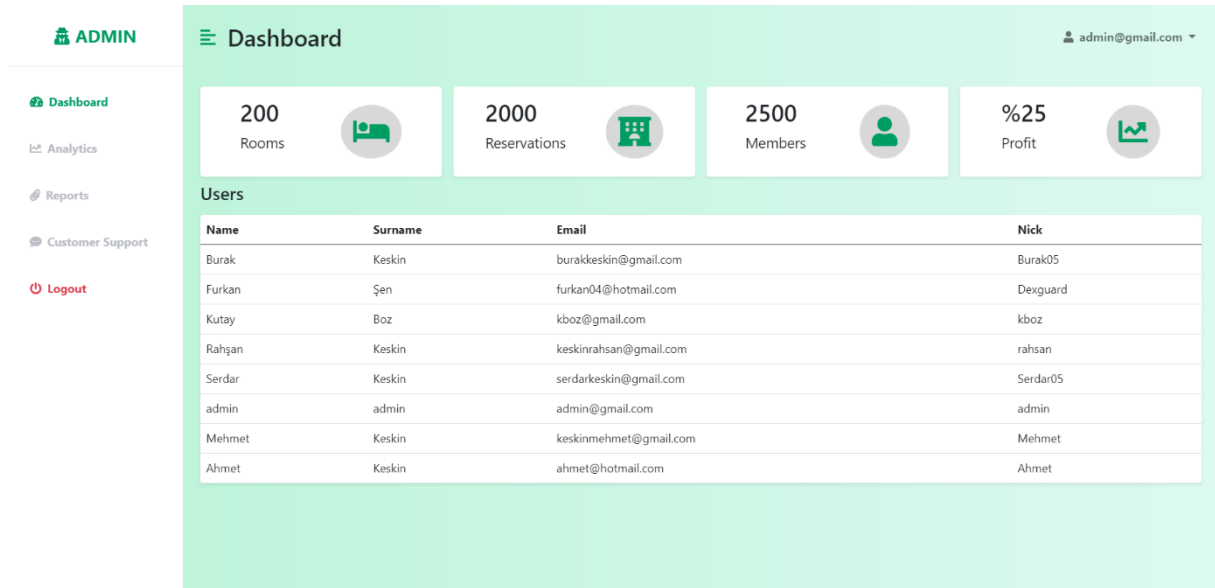 ADMIN
Dashboard
Analytics
Reports
Customer Support
Logout
Dashboard
admin@gmail.com
200
Rooms
2000
Reservations
2500
Members
%25
Profit
Users
Name Surname Email Nick
Burak Keskin burakkeskin@gmail.com Burak05
Furkan Şen furkan04@hotmail.com Dexguard
Kutay Boz kboz@gmail.com kboz
Rahşan Keskin keskinrahsan@gmail.com rahsan
Serdar Keskin serdarkeskin@gmail.com Serdar05
admin admin admin@gmail.com admin
Mehmet Keskin keskinmehmet@gmail.com Mehmet
Ahmet Keskin ahmet@hotmail.com Ahmet